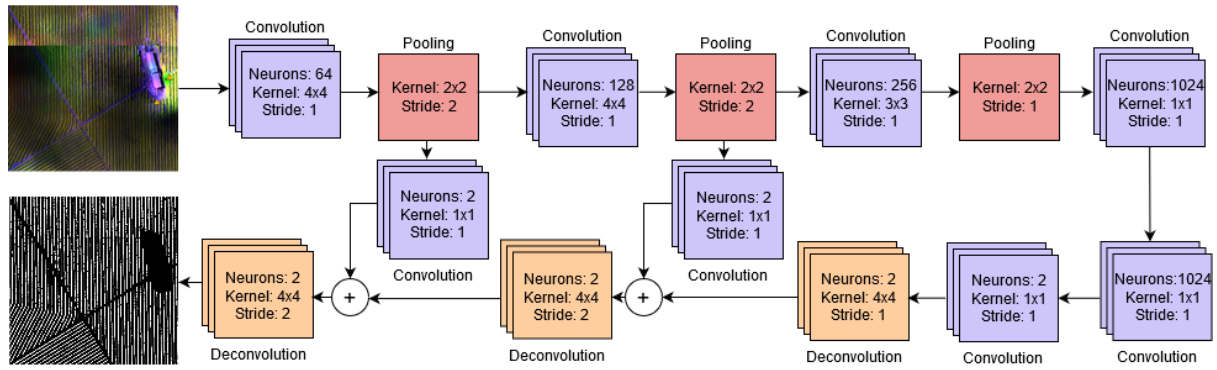 Convolution
Neurons: 64
Kernel: 4x4
Stride: 1
Pooling
Kernel: 2x2
Stride: 2
Convolution
Neurons: 128
Kernel: 4x4
Stride: 1
Pooling
Kernel: 2x2
Stride: 2
Convolution
Neurons: 256
Kernel: 3x3
Stride: 1
Pooling
Kernel: 2x2
Stride: 1
Convolution
Neurons:1024
Kernel: 1x1
Stride: 1
Neurons: 2
Kernel: 1x1
Stride: 1
Convolution
Neurons: 2
Kernel: 1x1
Stride: 1
Convolution
Neurons: 2
Kernel: 4x4
Stride: 2
Deconvolution
+
Neurons: 2
Kernel: 4x4
Stride: 2
Deconvolution
+
Neurons: 2
Kernel: 4x4
Stride: 1
Deconvolution
Neurons: 2
Kernel: 1x1
Stride: 1
Convolution
Neurons:1024
Kernel: 1x1
Stride: 1
Convolution